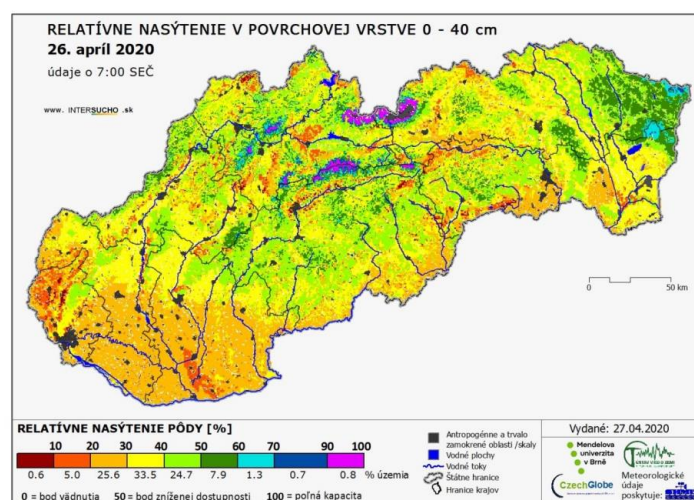 RELATÍVNE NASÝTENIE V POVRCHOVEJ VRSTVE 0 - 40 cm
26. apríl 2020
údaje o 7:00 SEČ
www. INTERSUCHO .sk
0 50 km
RELATÍVNE NASÝTENIE PÔDY [%]
10 20 30 40 50 60 70 80 90 100
0.6 5.0 25.6 33.5 24.7 7.9 1.3 0.7 0.8 % územia
0 = bod vädnutia 50 = bod zníženej dostupnosti 100 = poľná kapacita
Antropogénne a trvalo
zamokrené oblasti /skaly
Vodné plochy
Vodné toky
Štátne hranice
Hranice krajov
Vydané: 27.04.2020
Mendelova
univerzita
v Brně
CzechGlobe
Meteorologické
údaje
poskytuje: